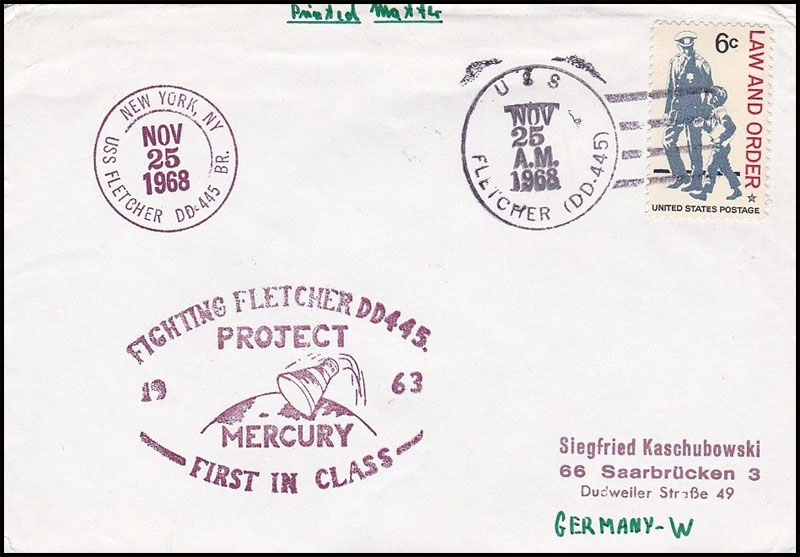 Printed Matter
NEW YORK, NY
NOV
25
1968
USS FLETCHER DD-445 BR.
USS
NOV
25
A.M.
1968
FLETCHER (DD-445)
6c
LAW AND ORDER
UNITED STATES POSTAGE
FIGHTING FLETCHER DD445.
PROJECT
19 63
MERCURY
FIRST IN CLASS
Siegfried Kaschubowski
66 Saarbrücken 3
Dudweiler Straße 49
GERMANY-W